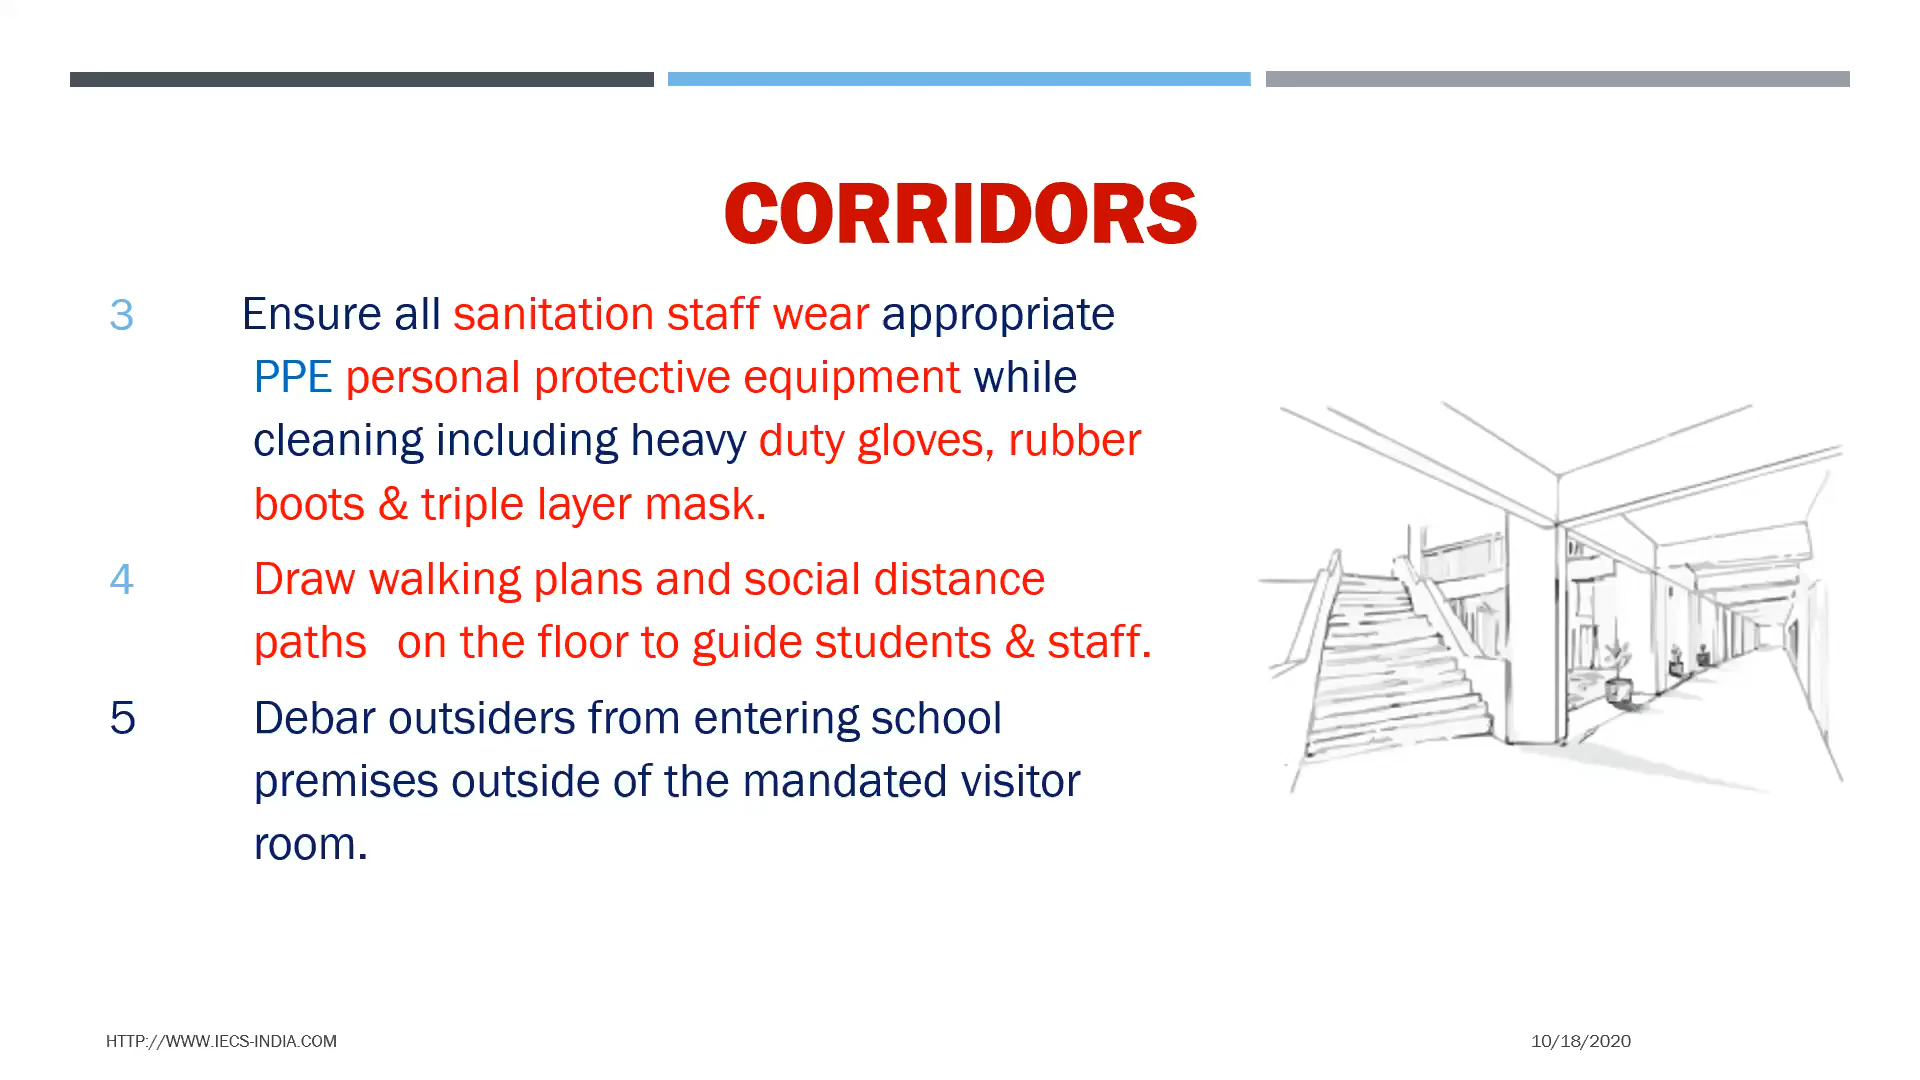 CORRIDORS
3 Ensure all sanitation staff wear appropriate
PPE personal protective equipment while
cleaning including heavy duty gloves, rubber
boots & triple layer mask.
4 Draw walking plans and social distance
paths on the floor to guide students & staff.
5 Debar outsiders from entering school
premises outside of the mandated visitor
room.
HTTP://WWW.IECS-INDIA.COM 10/18/2020